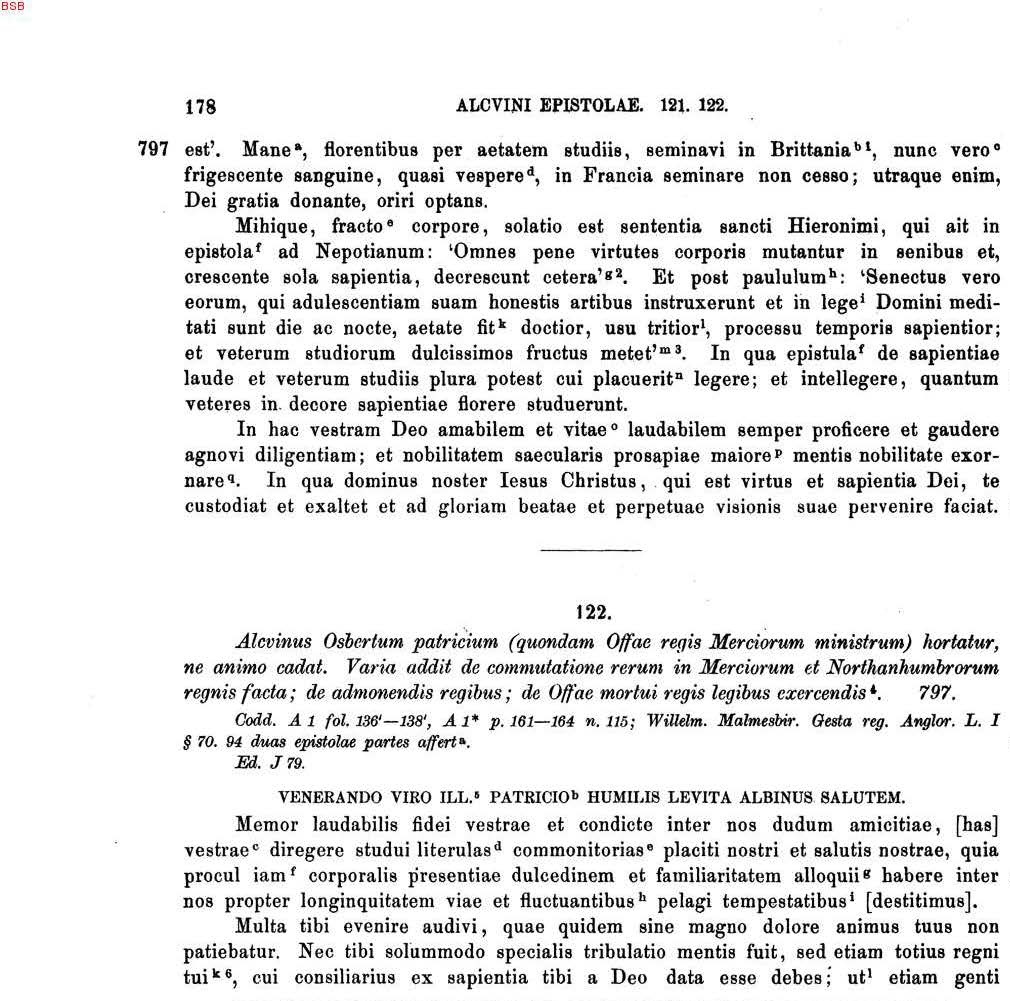 BSB
178 ALCVINI EPISTOLAE. 121. 122.
797 est'. Mane ᵃ, florentibus per aetatem studiis, seminavi in Brittania ᵇ ¹, nunc vero ᶜ
frigescente sanguine, quasi vespere ᵈ, in Francia seminare non cesso; utraque enim,
Dei gratia donante, oriri optans.
Mihique, fracto ᵉ corpore, solatio est sententia sancti Hieronimi, qui ait in
epistola ᶠ ad Nepotianum: 'Omnes pene virtutes corporis mutantur in senibus et,
crescente sola sapientia, decrescunt cetera' ᵍ ². Et post paululum ʰ: 'Senectus vero
eorum, qui adulescentiam suam honestis artibus instruxerunt et in lege ⁱ Domini medi-
tati sunt die ac nocte, aetate fit ᵏ doctior, usu tritior ˡ, processu temporis sapientior;
et veterum studiorum dulcissimos fructus metet' ᵐ ³. In qua epistula ᶠ de sapientiae
laude et veterum studiis plura potest cui placuerit ⁿ legere; et intellegere, quantum
veteres in decore sapientiae florere studuerunt.
In hac vestram Deo amabilem et vitae ᵒ laudabilem semper proficere et gaudere
agnovi diligentiam; et nobilitatem saecularis prosapiae maiore ᵖ mentis nobilitate exor-
nare q. In qua dominus noster Iesus Christus, qui est virtus et sapientia Dei, te
custodiat et exaltet et ad gloriam beatae et perpetuae visionis suae pervenire faciat.
122.
Alcvinus Osbertum patricium (quondam Offae regis Merciorum ministrum) hortatur,
ne animo cadat. Varia addit de commutatione rerum in Merciorum et Northanhumbrorum
regnis facta; de admonendis regibus; de Offae mortui regis legibus exercendis ⁴. 797.
Codd. A 1 fol. 136'—138', A 1* p. 161—164 n. 115; Willelm. Malmesbir. Gesta reg. Anglor. L. I
§ 70. 94 duas epistolae partes affert ᵃ.
Ed. J 79.
VENERANDO VIRO ILL. ⁵ PATRICIO ᵇ HUMILIS LEVITA ALBINUS SALUTEM.
Memor laudabilis fidei vestrae et condicte inter nos dudum amicitiae, [has]
vestrae ᶜ diregere studui literulas ᵈ commonitorias ᵉ placiti nostri et salutis nostrae, quia
procul iam ᶠ corporalis presentiae dulcedinem et familiaritatem alloquii ᵍ habere inter
nos propter longinquitatem viae et fluctuantibus ʰ pelagi tempestatibus ⁱ [destitimus].
Multa tibi evenire audivi, quae quidem sine magno dolore animus tuus non
patiebatur. Nec tibi solummodo specialis tribulatio mentis fuit, sed etiam totius regni
tui ᵏ ⁶, cui consiliarius ex sapientia tibi a Deo data esse debes; ut ˡ etiam genti